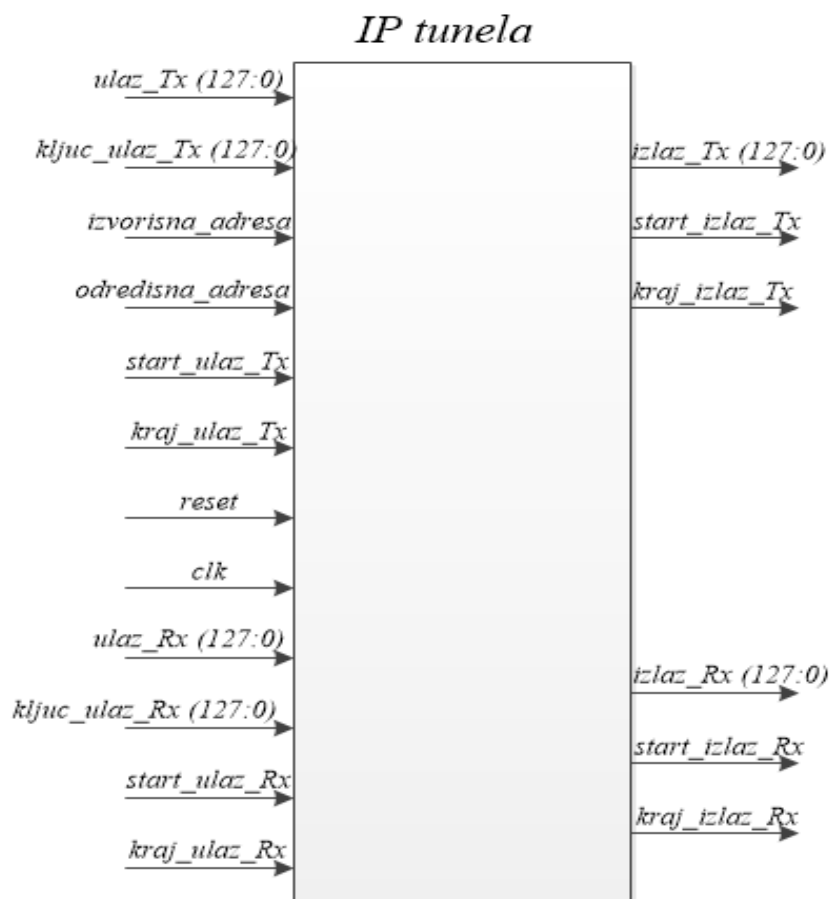 IP tunela
ulaz_Tx (127:0)
kljuc_ulaz_Tx (127:0)
izvorisna_adresa
odredisna_adresa
start_ulaz_Tx
kraj_ulaz_Tx
reset
clk
ulaz_Rx (127:0)
kljuc_ulaz_Rx (127:0)
start_ulaz_Rx
kraj_ulaz_Rx
izlaz_Tx (127:0)
start_izlaz_Tx
kraj_izlaz_Tx
izlaz_Rx (127:0)
start_izlaz_Rx
kraj_izlaz_Rx